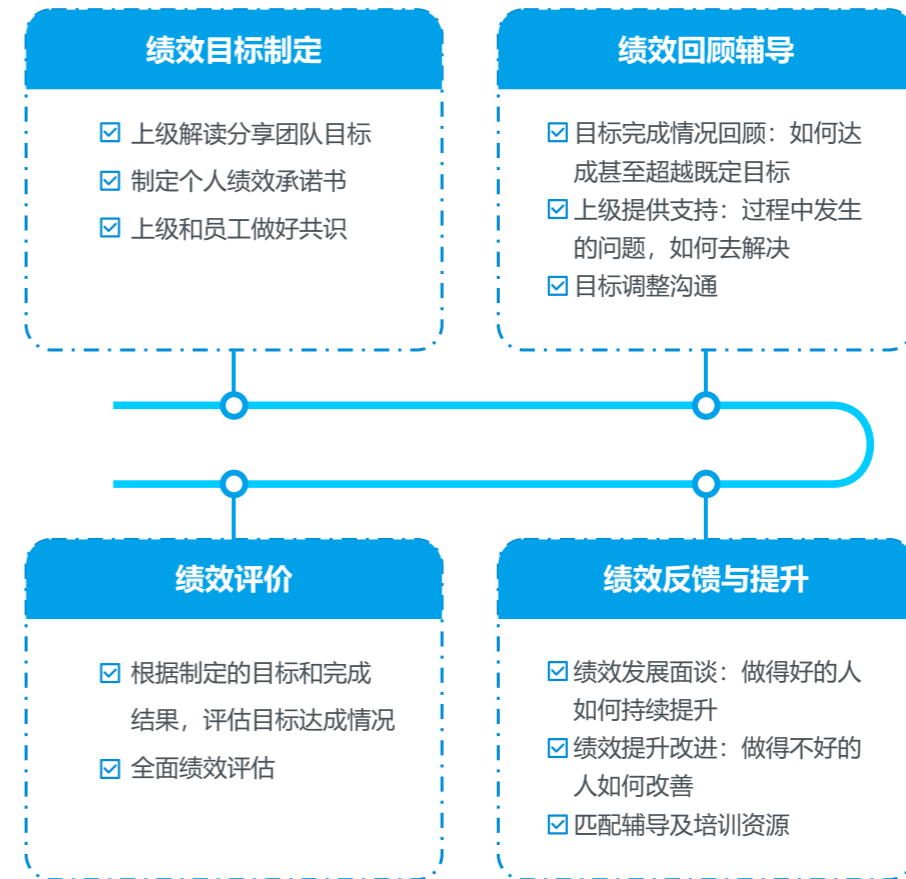 绩效目标制定
上级解读分享团队目标
制定个人绩效承诺书
上级和员工做好共识
绩效回顾辅导
目标完成情况回顾：如何达
成甚至超越既定目标
上级提供支持：过程中发生
的问题，如何去解决
目标调整沟通
绩效评价
根据制定的目标和完成
结果，评估目标达成情况
全面绩效评估
绩效反馈与提升
绩效发展面谈：做得好的人
如何持续提升
绩效提升改进：做得不好的
人如何改善
匹配辅导及培训资源